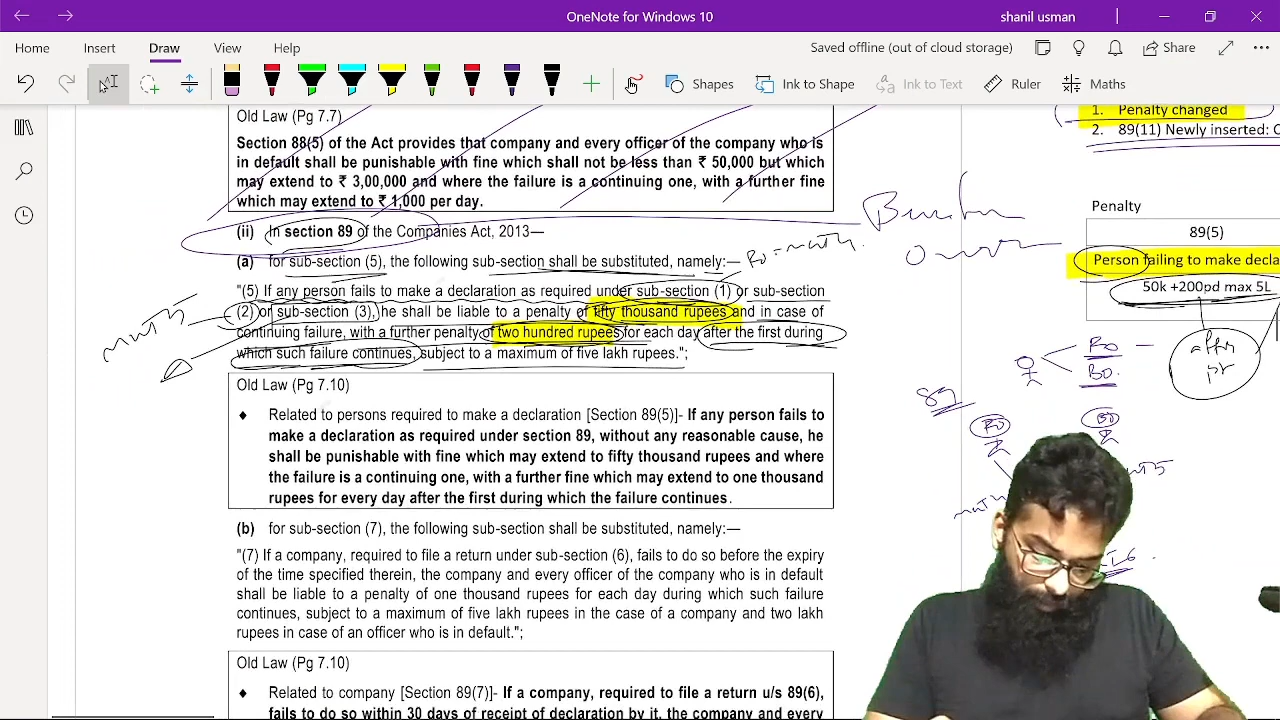 OneNote for Windows 10
shanil usman
Home Insert Draw View Help
Saved offline (out of cloud storage)
Share
Shapes
Ink to Shape
Ink to Text
Ruler
Maths
Old Law (Pg 7.7)
Section 88(5) of the Act provides that company and every officer of the company who is
in default shall be punishable with fine which shall not be less than ₹ 50,000 but which
may extend to ₹ 3,00,000 and where the failure is a continuing one, with a further fine
which may extend to ₹ 1,000 per day.
(ii) In section 89 of the Companies Act, 2013—
(a) for sub-section (5), the following sub-section shall be substituted, namely:—
"(5) If any person fails to make a declaration as required under sub-section (1) or sub-section
(2) or sub-section (3), he shall be liable to a penalty of fifty thousand rupees and in case of
continuing failure, with a further penalty of two hundred rupees for each day after the first during
which such failure continues, subject to a maximum of five lakh rupees.";
Old Law (Pg 7.10)
♦ Related to persons required to make a declaration [Section 89(5)]- If any person fails to
make a declaration as required under section 89, without any reasonable cause, he
shall be punishable with fine which may extend to fifty thousand rupees and where
the failure is a continuing one, with a further fine which may extend to one thousand
rupees for every day after the first during which the failure continues.
(b) for sub-section (7), the following sub-section shall be substituted, namely:—
"(7) If a company, required to file a return under sub-section (6), fails to do so before the expiry
of the time specified therein, the company and every officer of the company who is in default
shall be liable to a penalty of one thousand rupees for each day during which such failure
continues, subject to a maximum of five lakh rupees in the case of a company and two lakh
rupees in case of an officer who is in default.";
Old Law (Pg 7.10)
♦ Related to company [Section 89(7)]- If a company, required to file a return u/s 89(6),
fails to do so within 30 days of receipt of declaration by it, the company and every
1. Penalty changed
2. 89(11) Newly inserted: C
Penalty
89(5)
Person failing to make decla
50k +200pd max 5L
RO
BO
89